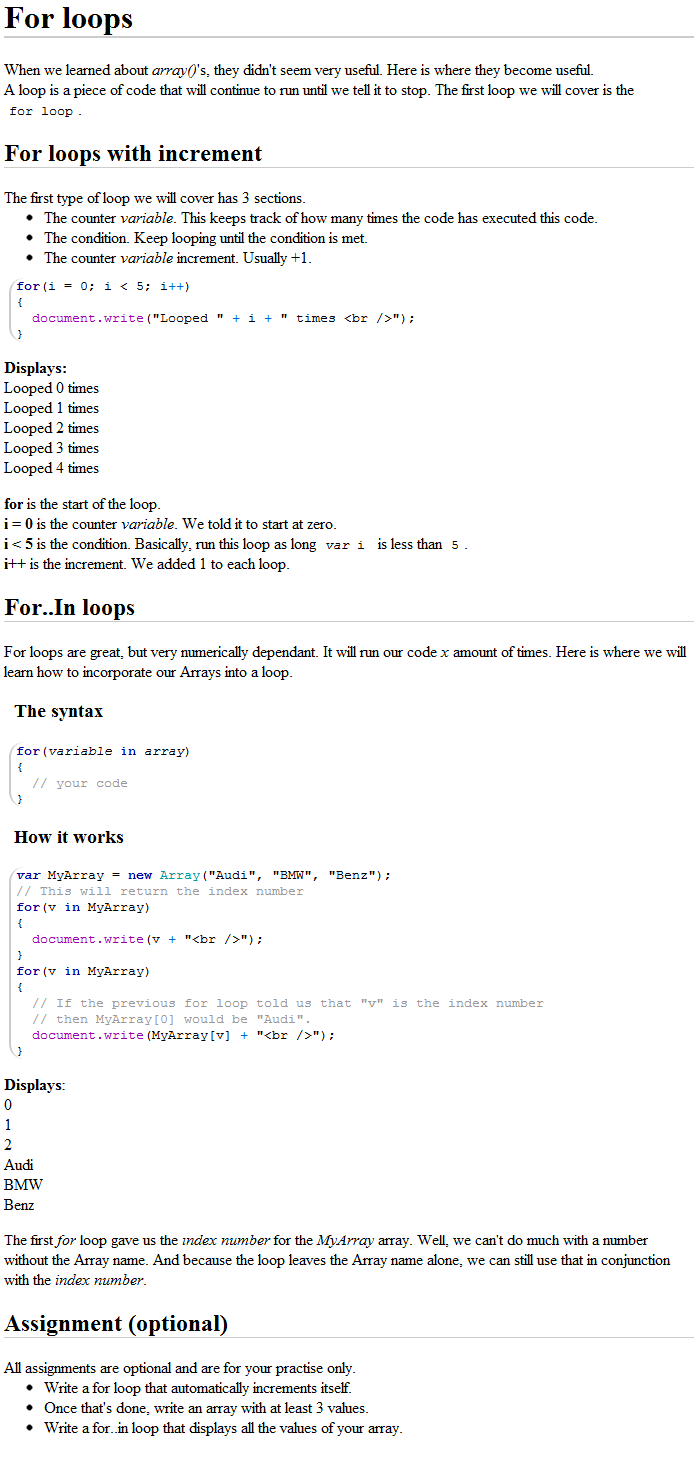 For loops
When we learned about array()'s, they didn't seem very useful. Here is where they become useful.
A loop is a piece of code that will continue to run until we tell it to stop. The first loop we will cover is the
for loop .
For loops with increment
The first type of loop we will cover has 3 sections.
• The counter variable. This keeps track of how many times the code has executed this code.
• The condition. Keep looping until the condition is met.
• The counter variable increment. Usually +1.
for(i = 0; i < 5; i++)
{
  document.write("Looped " + i + " times <br />");
}
Displays:
Looped 0 times
Looped 1 times
Looped 2 times
Looped 3 times
Looped 4 times
for is the start of the loop.
i = 0 is the counter variable. We told it to start at zero.
i < 5 is the condition. Basically, run this loop as long var i is less than 5 .
i++ is the increment. We added 1 to each loop.
For..In loops
For loops are great, but very numerically dependant. It will run our code x amount of times. Here is where we will
learn how to incorporate our Arrays into a loop.
The syntax
for(variable in array)
{
  // your code
}
How it works
var MyArray = new Array("Audi", "BMW", "Benz");
// This will return the index number
for(v in MyArray)
{
  document.write(v + "<br />");
}
for(v in MyArray)
{
  // If the previous for loop told us that "v" is the index number
  // then MyArray[0] would be "Audi".
  document.write(MyArray[v] + "<br />");
}
Displays:
0
1
2
Audi
BMW
Benz
The first for loop gave us the index number for the MyArray array. Well, we can't do much with a number
without the Array name. And because the loop leaves the Array name alone, we can still use that in conjunction
with the index number.
Assignment (optional)
All assignments are optional and are for your practise only.
• Write a for loop that automatically increments itself.
• Once that's done, write an array with at least 3 values.
• Write a for..in loop that displays all the values of your array.